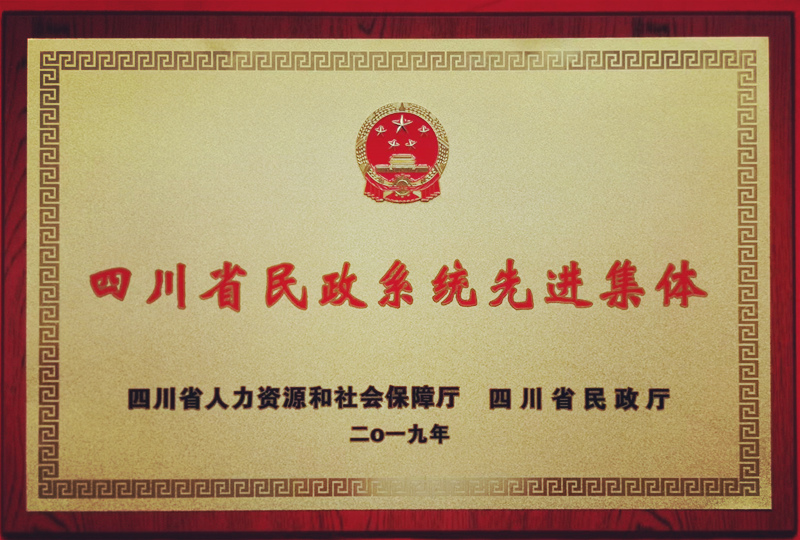 四川省民政系统先进集体
四川省人力资源和社会保障厅 四川省民政厅
二o一九年